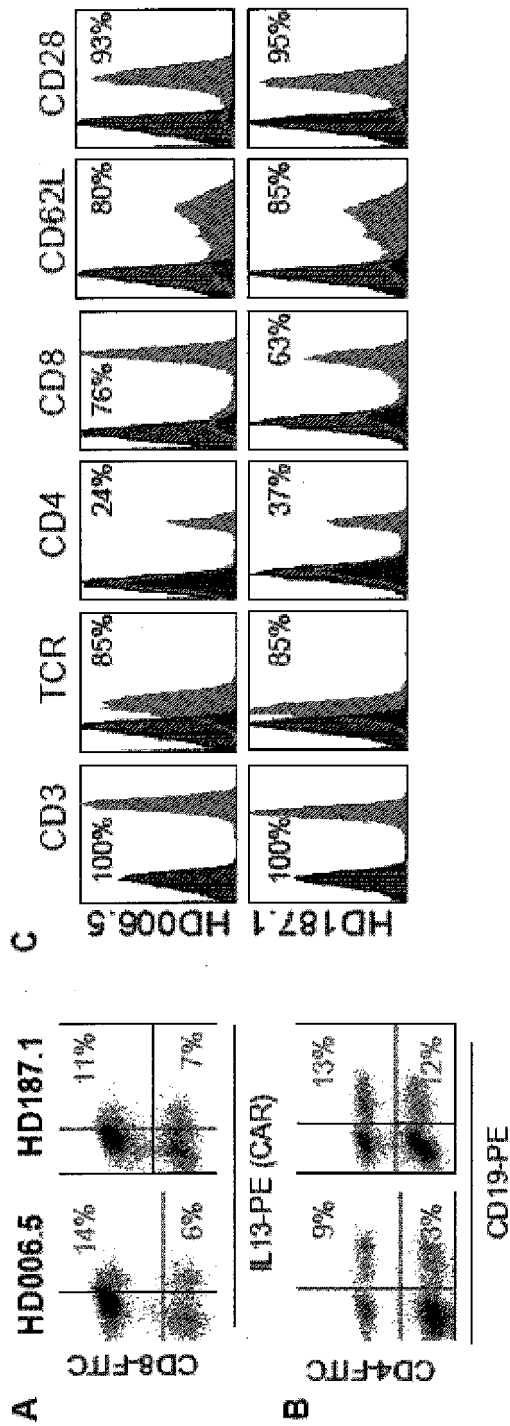 A
HD006.5 HD187.1
CD8-FITC
14% 11%
6% 7%
IL13-PE (CAR)
B
CD4-FITC
9% 13%
3% 12%
CD19-PE
C
CD3 TCR CD4 CD8 CD62L CD28
HD006.5
100% 85% 24% 76% 80% 93%
HD187.1
100% 85% 37% 63% 85% 95%